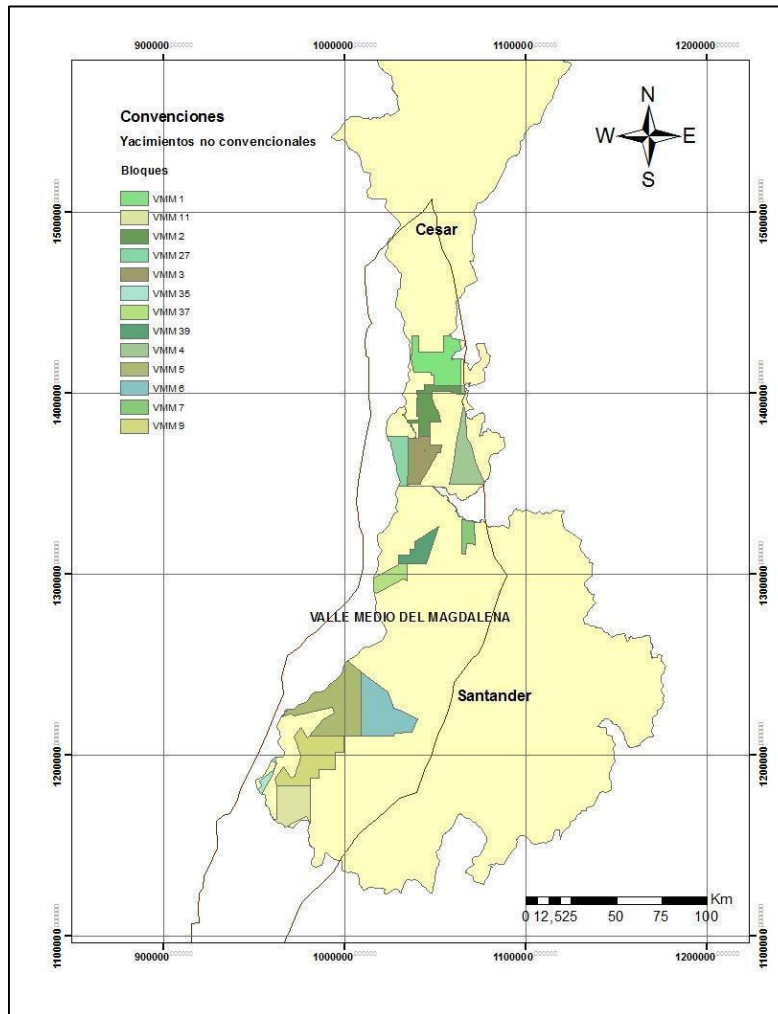 900000 1000000 1100000 1200000
Convenciones
Yacimientos no convencionales
Bloques
VMM 1
VMM 11
VMM 2
VMM 27
VMM 3
VMM 35
VMM 37
VMM 39
VMM 4
VMM 5
VMM 6
VMM 7
VMM 9
N
W E
S
1500000 1500000
Cesar
1400000 1400000
1300000 1300000
VALLE MEDIO DEL MAGDALENA
Santander
1200000 1200000
Km
0 12,525 50 75 100
1100000 1100000
900000 1000000 1100000 1200000